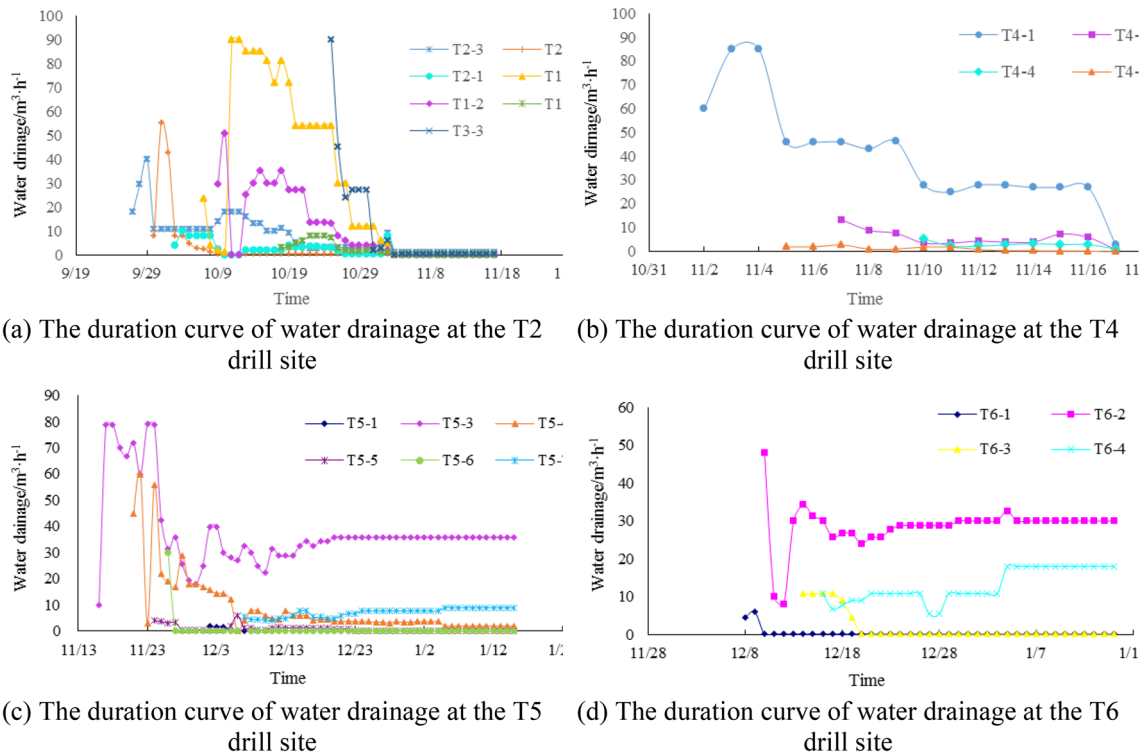 100
90
80
70
60
50
40
30
20
10
0
Water drinage/m³·h⁻¹
T2-3
T2
T2-1
T1
T1-2
T1
T3-3
9/19
9/29
10/9
10/19
10/29
11/8
11/18
1
Time
(a) The duration curve of water drainage at the T2
drill site
100
90
80
70
60
50
40
30
20
10
0
Water dirnage/m³·h⁻¹
T4-1
T4-
T4-4
T4-
10/31
11/2
11/4
11/6
11/8
11/10
11/12
11/14
11/16
11
Time
(b) The duration curve of water drainage at the T4
drill site
90
80
70
60
50
40
30
20
10
0
Water dainage/m³·h⁻¹
T5-1
T5-3
T5-
T5-5
T5-6
T5-
11/13
11/23
12/3
12/13
12/23
1/2
1/12
Time
(c) The duration curve of water drainage at the T5
drill site
60
50
40
30
20
10
0
Water drainage/m³·h⁻¹
T6-1
T6-2
T6-3
T6-4
11/28
12/8
12/18
12/28
1/7
1/1
Time
(d) The duration curve of water drainage at the T6
drill site